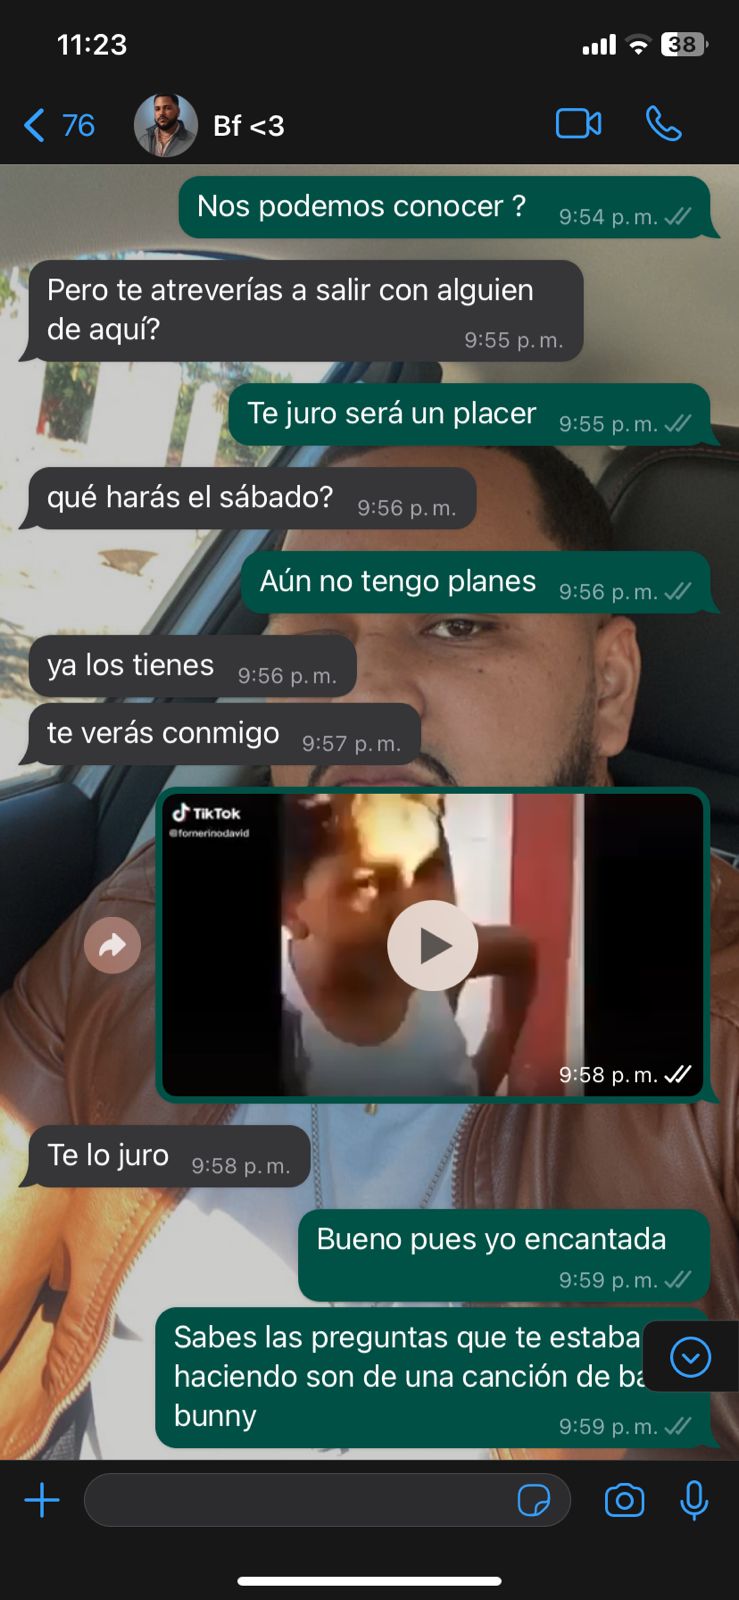 11:23
38
76
Bf <3
Nos podemos conocer ?
9:54 p. m.
Pero te atreverías a salir con alguien
de aquí?
9:55 p. m.
Te juro será un placer
9:55 p. m.
qué harás el sábado?
9:56 p. m.
Aún no tengo planes
9:56 p. m.
ya los tienes
9:56 p. m.
te verás conmigo
9:57 p. m.
TikTok
@fornerinodavid
9:58 p. m.
Te lo juro
9:58 p. m.
Bueno pues yo encantada
9:59 p. m.
Sabes las preguntas que te estaba
haciendo son de una canción de
bunny
9:59 p. m.